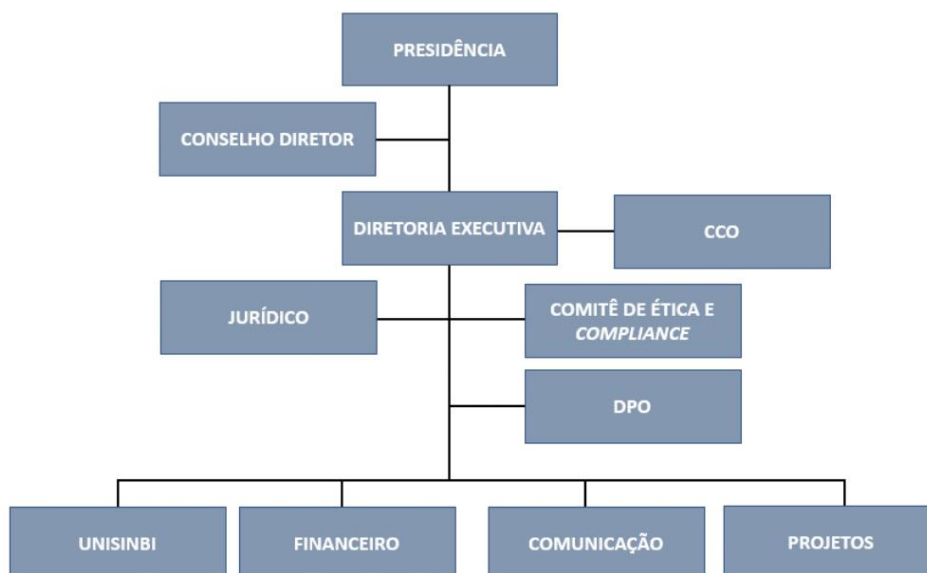 PRESIDÊNCIA
CONSELHO DIRETOR
DIRETORIA EXECUTIVA
CCO
JURÍDICO
COMITÊ DE ÉTICA E
COMPLIANCE
DPO
UNISINBI
FINANCEIRO
COMUNICAÇÃO
PROJETOS